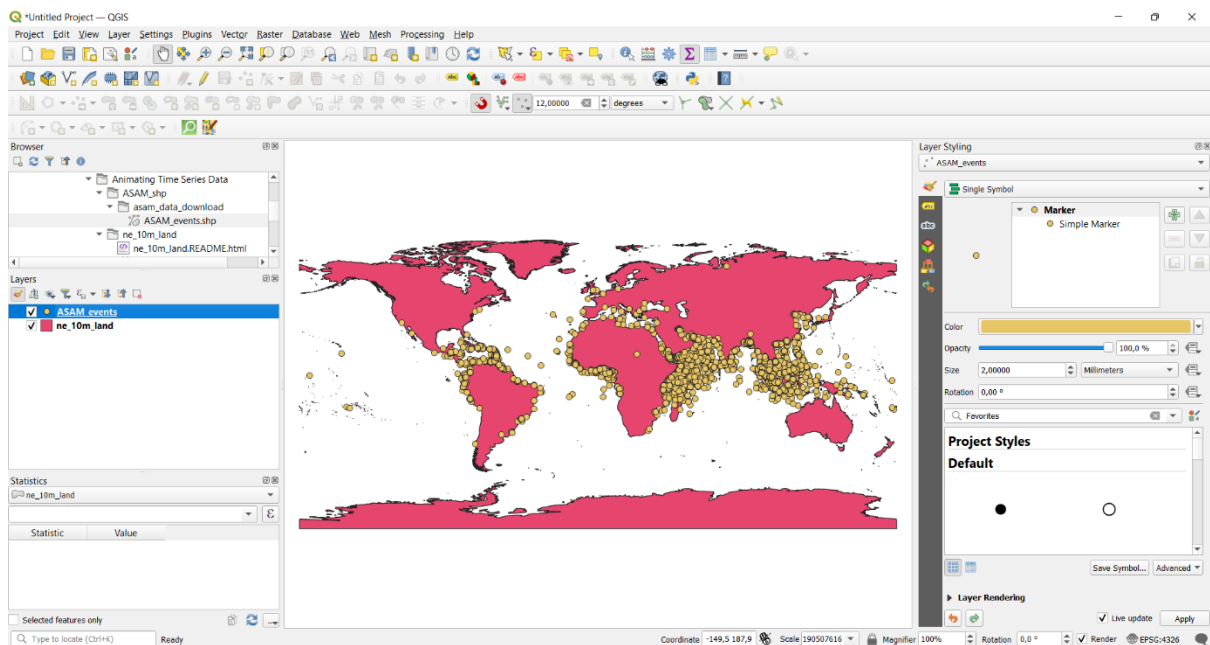 *Untitled Project — QGIS
Project Edit View Layer Settings Plugins Vector Raster Database Web Mesh Processing Help
12,00000 degrees
Browser
Animating Time Series Data
ASAM_shp
asam_data_download
ASAM_events.shp
ne_10m_land
ne_10m_land.README.html
Layers
ASAM_events
ne_10m_land
Statistics
ne_10m_land
Statistic Value
Selected features only
Layer Styling
ASAM_events
Single Symbol
Marker
Simple Marker
Color
Opacity 100,0 %
Size 2,00000 Millimeters
Rotation 0,00 °
Favorites
Project Styles
Default
Save Symbol... Advanced
Layer Rendering
Live update Apply
Type to locate (Ctrl+K) Ready Coordinate -149,5 187,9 Scale 190507616 Magnifier 100% Rotation 0,0 ° Render EPSG:4326